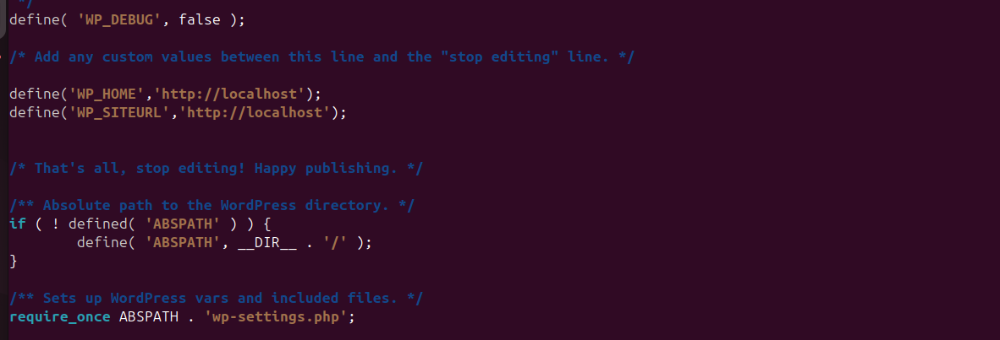 */
define( 'WP_DEBUG', false );
/* Add any custom values between this line and the "stop editing" line. */
define('WP_HOME','http://localhost');
define('WP_SITEURL','http://localhost');
/* That's all, stop editing! Happy publishing. */
/** Absolute path to the WordPress directory. */
if ( ! defined( 'ABSPATH' ) ) {
        define( 'ABSPATH', __DIR__ . '/' );
}
/** Sets up WordPress vars and included files. */
require_once ABSPATH . 'wp-settings.php';